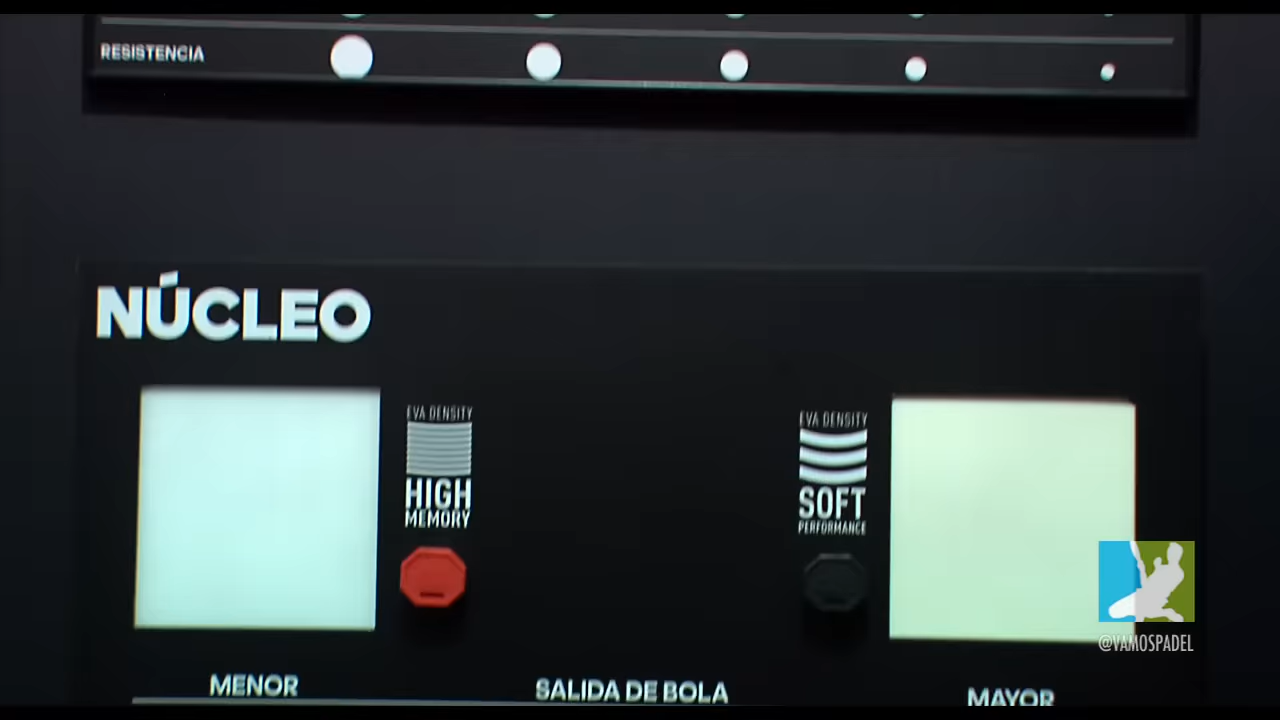 RESISTENCIA
NÚCLEO
EVA DENSITY
HIGH
MEMORY
EVA DENSITY
SOFT
PERFORMANCE
MENOR
SALIDA DE BOLA
MAYOR
@VAMOSPADEL